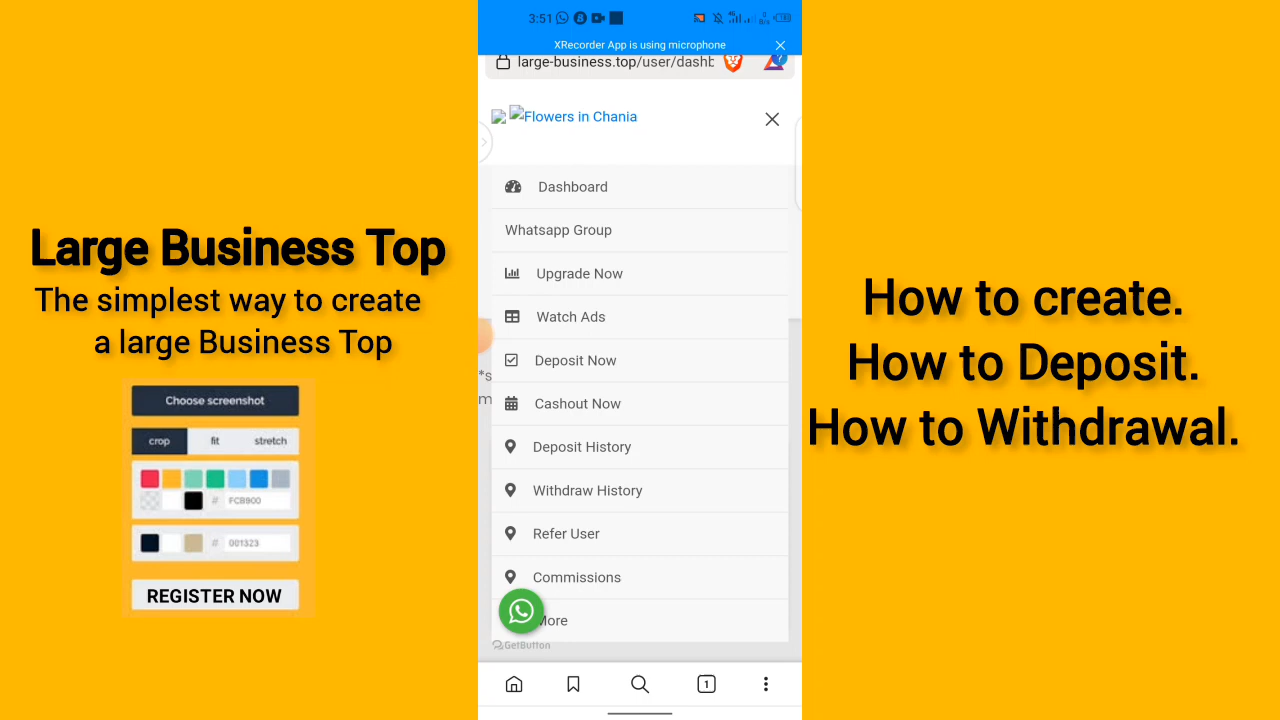 Large Business Top
The simplest way to create
a large Business Top
Choose screenshot
crop fit stretch
# FCB900
# 001323
REGISTER NOW
3:51
XRecorder App is using microphone
large-business.top/user/dashb
Flowers in Chania
Dashboard
Whatsapp Group
Upgrade Now
Watch Ads
Deposit Now
*s
Cashout Now
m
Deposit History
Withdraw History
Refer User
Commissions
More
GetButton
1
How to create.
How to Deposit.
How to Withdrawal.